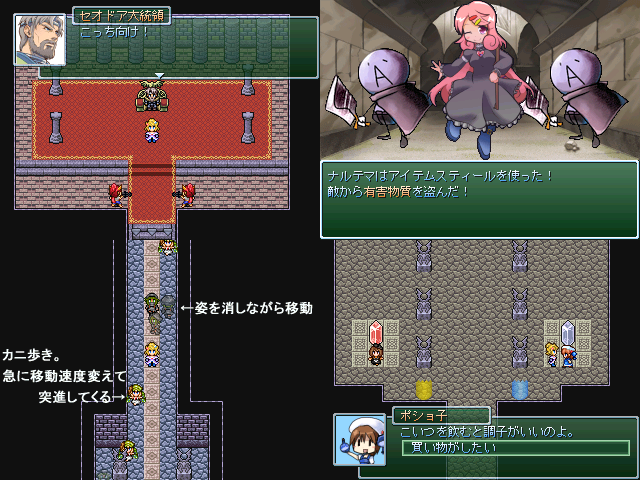 セオドア大統領
こっち向け！
ナルテマはアイテムスティールを使った！
敵から有害物質を盗んだ！
A
A
←姿を消しながら移動
カニ歩き。
急に移動速度変えて
突進してくる→
ポショ子
こいつを飲むと調子がいいのよ。
買い物がしたい